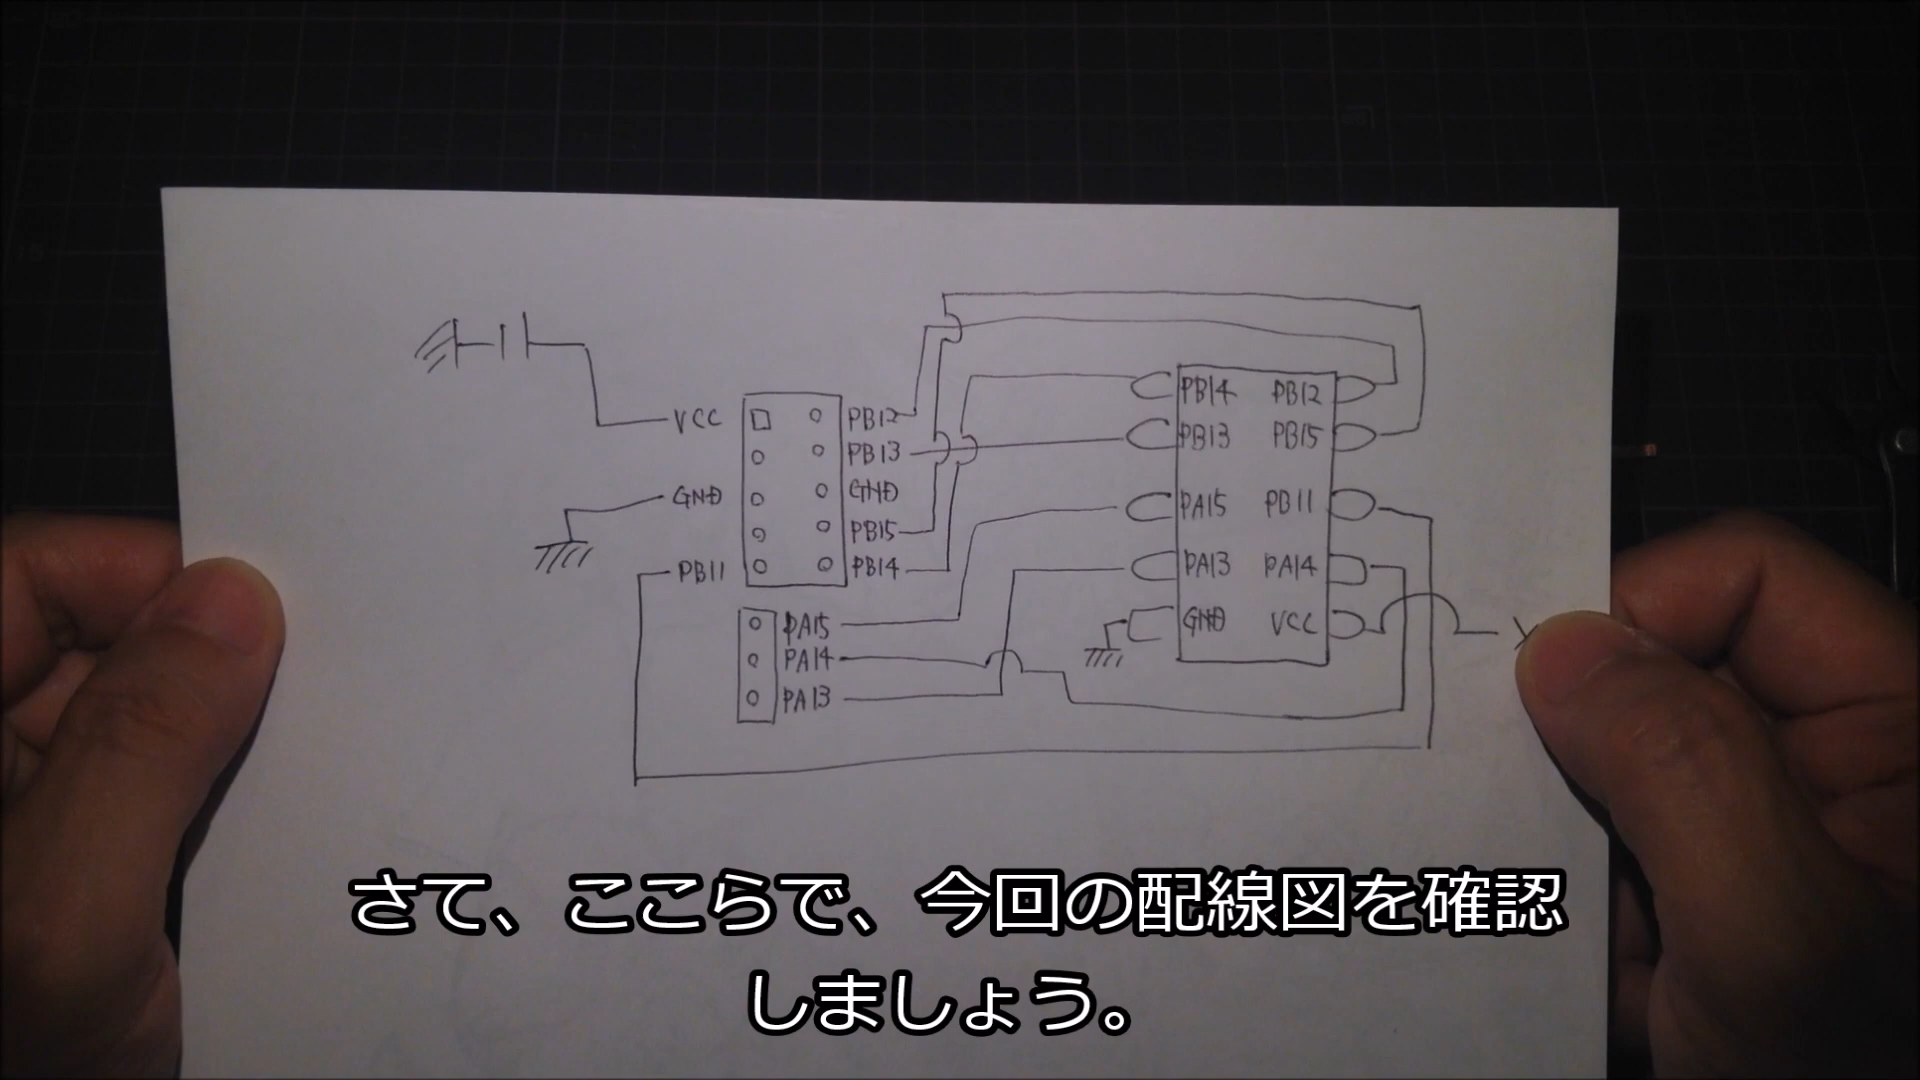 VCC
GND
PB11
PB12
PB13
GND
PB15
PB14
PA15
PA14
PA13
PB14 PB12
PB13 PB15
PA15 PB11
PA13 PA14
GND VCC
さて、ここらで、今回の配線図を確認
しましょう。